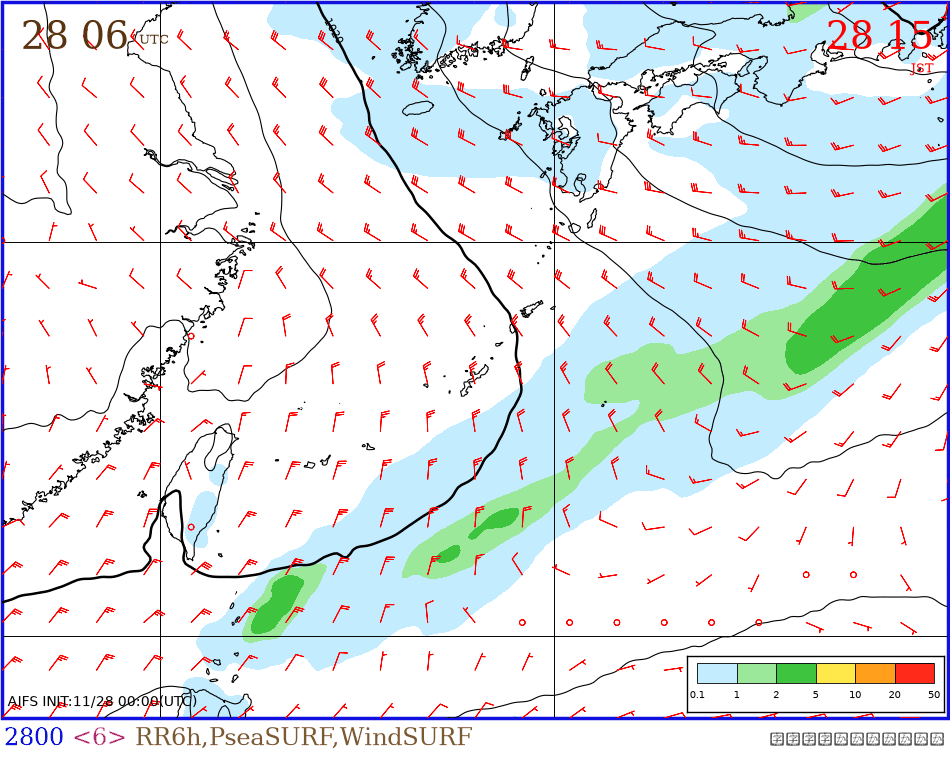 28 06 UTC
28 15 JST
1020
0.1 1 2 5 10 20 50
AIFS INIT:11/28 00:00(UTC)
2800 <6> RR6h,PseaSURF,WindSURF